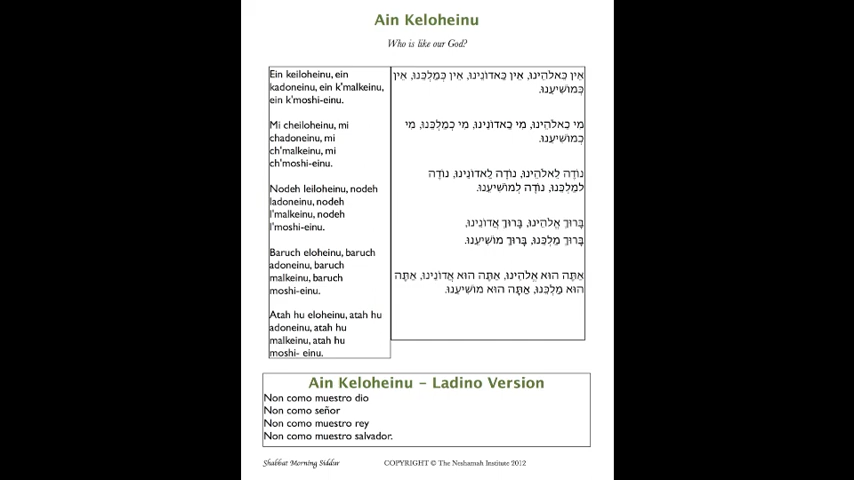 Ain Keloheinu
Who is like our God?
Ein keiloheinu, ein
kadoneinu, ein k'malkeinu,
ein k'moshi-einu.
Mi cheiloheinu, mi
chadoneinu, mi
ch'malkeinu, mi
ch'moshi-einu.
Nodeh leiloheinu, nodeh
ladoneinu, nodeh
l'malkeinu, nodeh
l'moshi-einu.
Baruch eloheinu, baruch
adoneinu, baruch
malkeinu, baruch
moshi-einu.
Atah hu eloheinu, atah hu
adoneinu, atah hu
malkeinu, atah hu
moshi- einu.
אֵין כֵּאלֹהֵינוּ, אֵין כַּאדוֹנֵינוּ, אֵין כְּמַלְכֵּנוּ, אֵין
כְּמוֹשִׁיעֵנוּ.
מִי כֵאלֹהֵינוּ, מִי כַאדוֹנֵינוּ, מִי כְמַלְכֵּנוּ, מִי
כְמוֹשִׁיעֵנוּ.
נוֹדֶה לֵאלֹהֵינוּ, נוֹדֶה לַאדוֹנֵינוּ, נוֹדֶה
לְמַלְכֵּנוּ, נוֹדֶה לְמוֹשִׁיעֵנוּ.
בָּרוּךְ אֱלֹהֵינוּ, בָּרוּךְ אֲדוֹנֵינוּ,
בָּרוּךְ מַלְכֵּנוּ, בָּרוּךְ מוֹשִׁיעֵנוּ.
אַתָּה הוּא אֱלֹהֵינוּ, אַתָּה הוּא אֲדוֹנֵינוּ, אַתָּה
הוּא מַלְכֵּנוּ, אַתָּה הוּא מוֹשִׁיעֵנוּ.
Ain Keloheinu – Ladino Version
Non como muestro dio
Non como señor
Non como muestro rey
Non como muestro salvador.
Shabbat Morning Siddur COPYRIGHT © The Neshamah Institute 2012